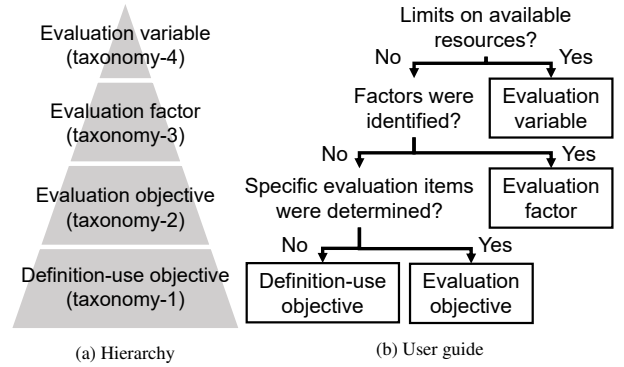 Evaluation variable
(taxonomy-4)
Evaluation factor
(taxonomy-3)
Evaluation objective
(taxonomy-2)
Definition-use objective
(taxonomy-1)
(a) Hierarchy
Limits on available
resources?
No
Yes
Factors were
identified?
Evaluation
variable
No
Yes
Specific evaluation items
were determined?
Evaluation
factor
No
Yes
Definition-use
objective
Evaluation
objective
(b) User guide